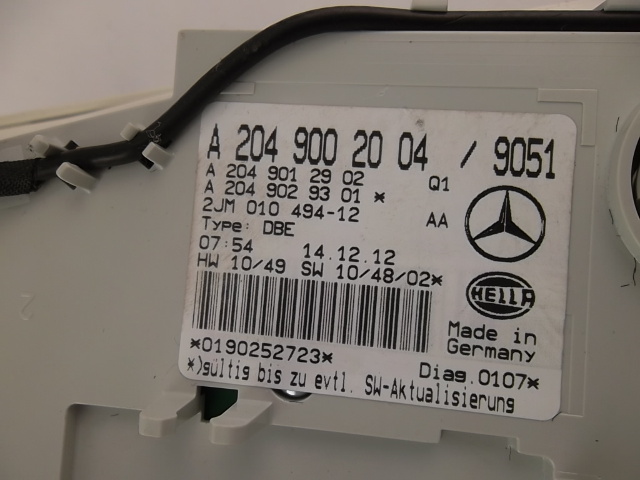 A 204 900 20 04 / 9051
A 204 901 29 02 Q1
A 204 902 93 01 *
2JM 010 494-12 AA
Type: DBE
07:54 14.12.12
HW 10/49 SW 10/48/02*
HELLA
Made in
Germany
*0190252723*
Diag.0107*
*)gültig bis zu evtl. SW-Aktualisierung